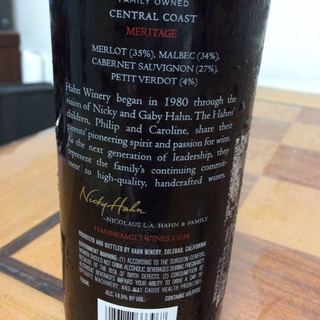 FAMILY OWNED
CENTRAL COAST
MERITAGE
MERLOT (35%), MALBEC (34%),
CABERNET SAUVIGNON (27%),
PETIT VERDOT (4%)
Hahn Winery began in 1980 through the
vision of Nicky and Gaby Hahn. The Hahns'
children, Philip and Caroline, share their
parents' pioneering spirit and passion for wine.
As the next generation of leadership, they
represent the family's continuing commit-
ment to high-quality, handcrafted wines.
Nicky Hahn
NICOLAUS L.A. HAHN & FAMILY
HAHNFAMILYWINES.COM
PRODUCED AND BOTTLED BY HAHN WINERY, SOLEDAD, CALIFORNIA
GOVERNMENT WARNING: (1) ACCORDING TO THE SURGEON GENERAL,
WOMEN SHOULD NOT DRINK ALCOHOLIC BEVERAGES DURING PREGNANCY
BECAUSE OF THE RISK OF BIRTH DEFECTS. (2) CONSUMPTION OF
ALCOHOLIC BEVERAGES IMPAIRS YOUR ABILITY TO DRIVE A CAR OR
OPERATE MACHINERY, AND MAY CAUSE HEALTH PROBLEMS.
750ml ALC. 14.5% BY VOL. CONTAINS SULFITES